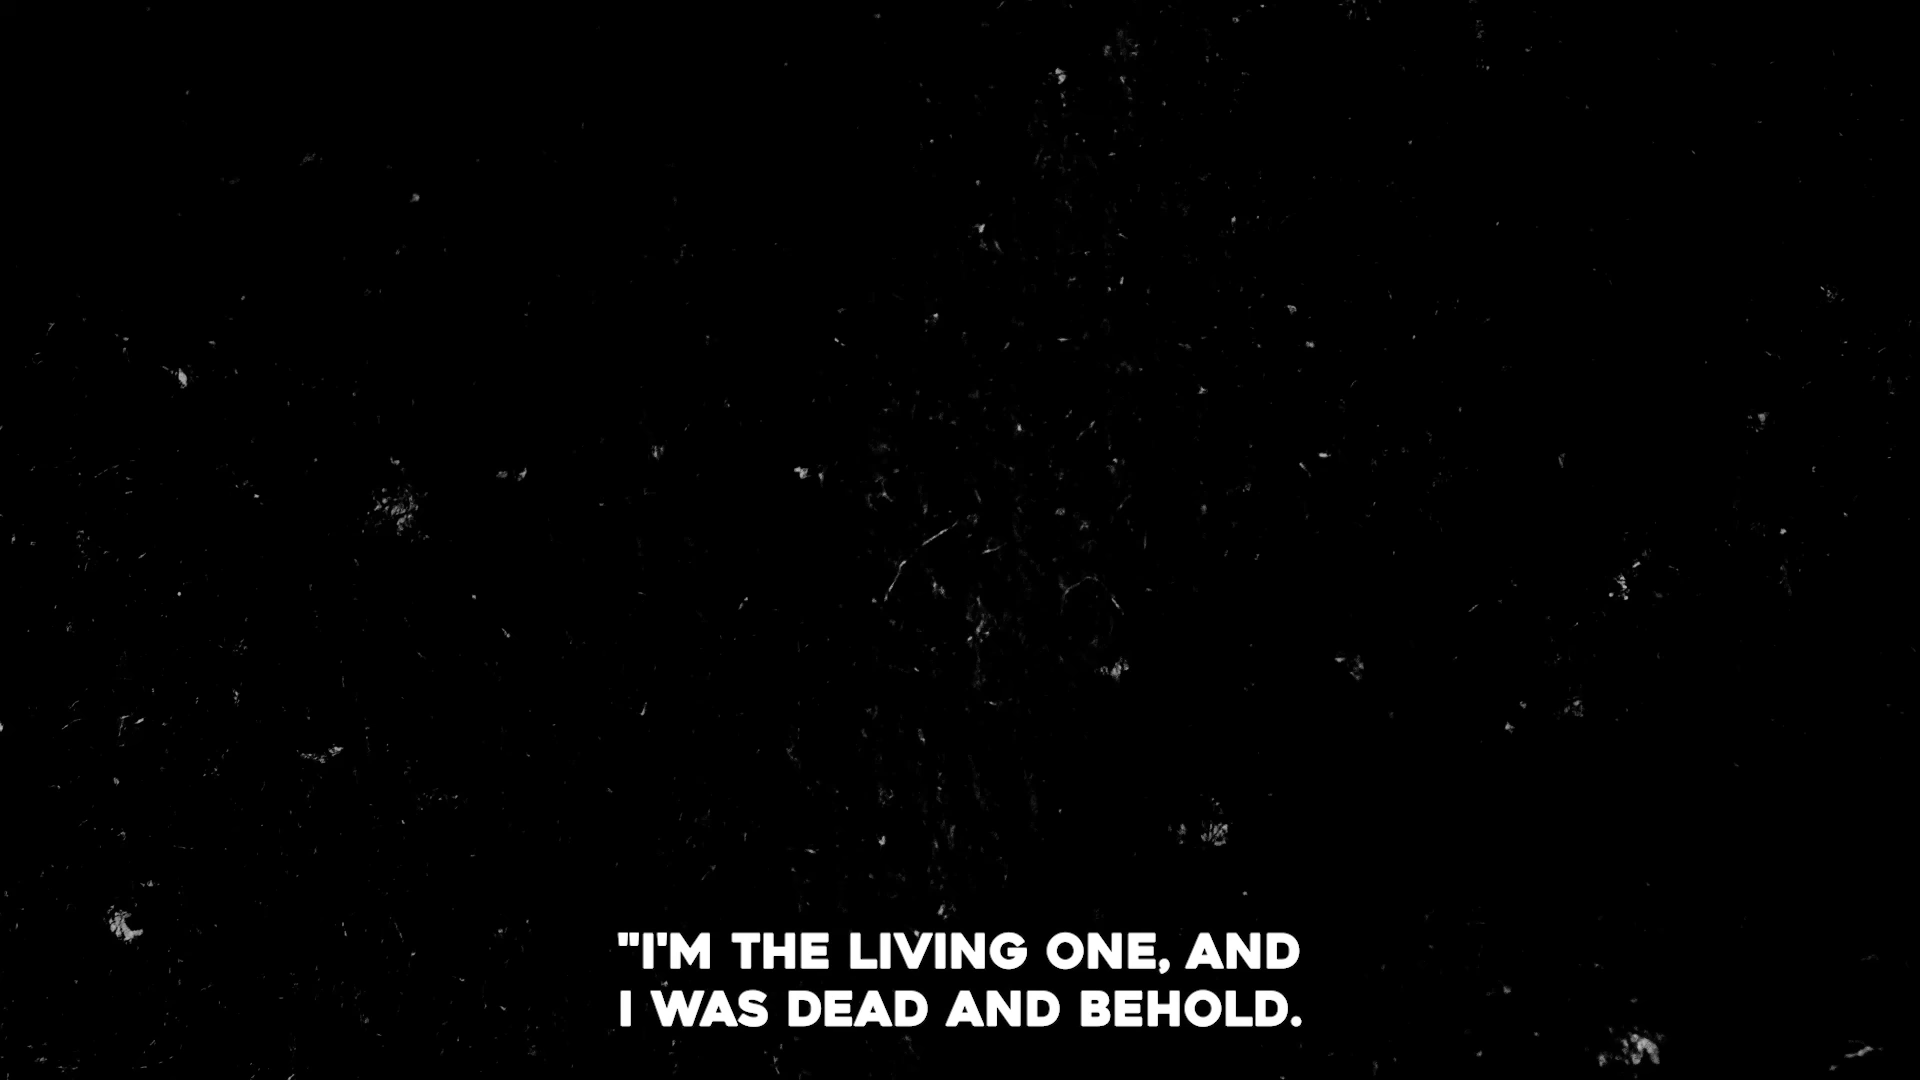 "I'M THE LIVING ONE, AND
I WAS DEAD AND BEHOLD.